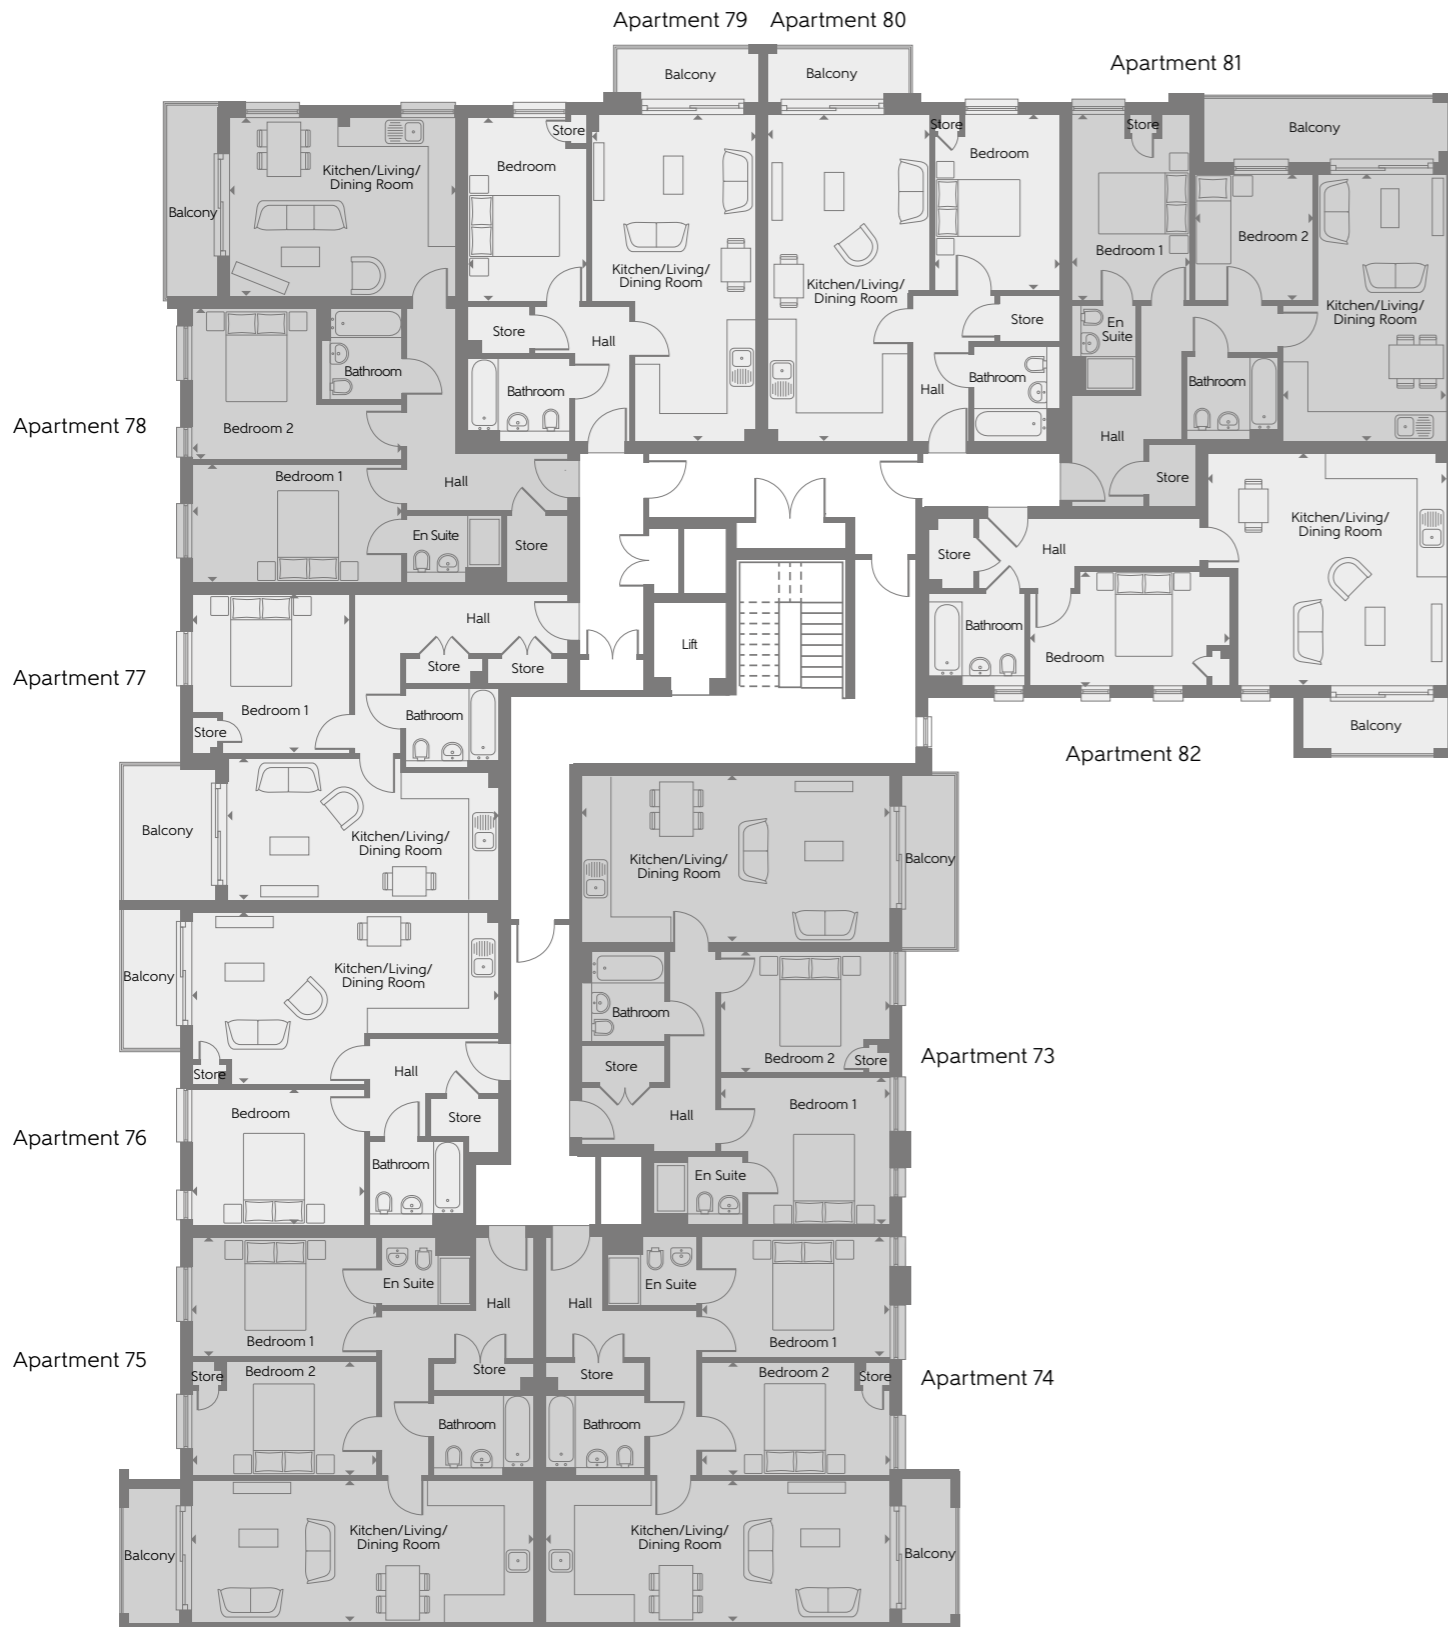 Apartment 79
Apartment 80
Apartment 81
Balcony
Balcony
Balcony
Store
Bedroom
Kitchen/Living/
Dining Room
Balcony
Kitchen/Living/
Dining Room
Kitchen/Living/
Dining Room
Store
Bedroom
Store
Bedroom 1
Bedroom 2
Kitchen/Living/
Dining Room
Store
Hall
Bathroom
Store
Hall
Bathroom
En
Suite
Bathroom
Hall
Store
Apartment 78
Bathroom
Bedroom 2
Bedroom 1
Hall
En Suite
Store
Store
Hall
Kitchen/Living/
Dining Room
Bathroom
Bedroom
Balcony
Apartment 82
Lift
Apartment 77
Hall
Store
Store
Bedroom 1
Store
Bathroom
Balcony
Kitchen/Living/
Dining Room
Kitchen/Living/
Dining Room
Balcony
Balcony
Kitchen/Living/
Dining Room
Bathroom
Bedroom 2
Store
Store
Apartment 73
Store
Hall
Bedroom 1
Hall
Apartment 76
Bedroom
Store
Bathroom
En Suite
En Suite
Hall
Hall
En Suite
Bedroom 1
Bedroom 1
Apartment 75
Store
Bedroom 2
Store
Store
Bedroom 2
Store
Apartment 74
Bathroom
Bathroom
Balcony
Kitchen/Living/
Dining Room
Kitchen/Living/
Dining Room
Balcony